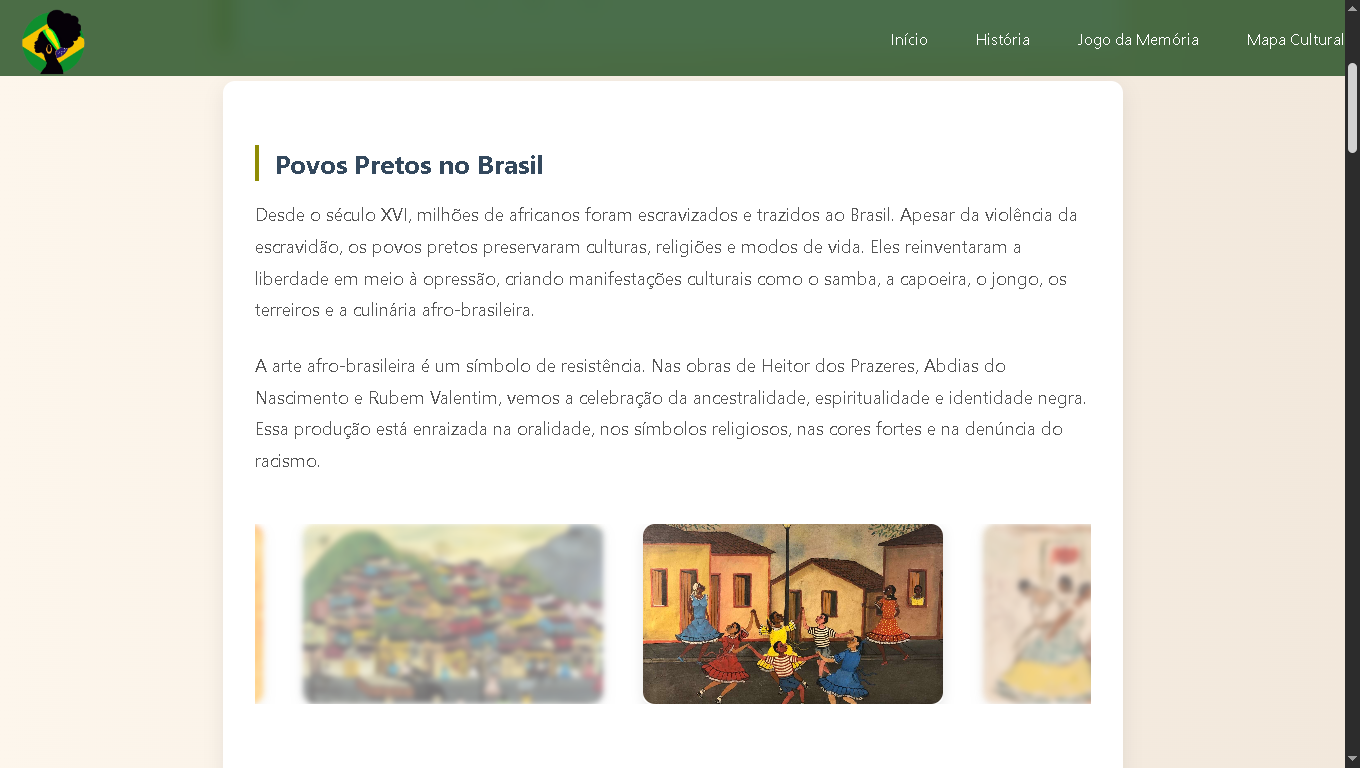 Início História Jogo da Memória Mapa Cultural
Povos Pretos no Brasil
Desde o século XVI, milhões de africanos foram escravizados e trazidos ao Brasil. Apesar da violência da
escravidão, os povos pretos preservaram culturas, religiões e modos de vida. Eles reinventaram a
liberdade em meio à opressão, criando manifestações culturais como o samba, a capoeira, o jongo, os
terreiros e a culinária afro-brasileira.
A arte afro-brasileira é um símbolo de resistência. Nas obras de Heitor dos Prazeres, Abdias do
Nascimento e Rubem Valentim, vemos a celebração da ancestralidade, espiritualidade e identidade negra.
Essa produção está enraizada na oralidade, nos símbolos religiosos, nas cores fortes e na denúncia do
racismo.